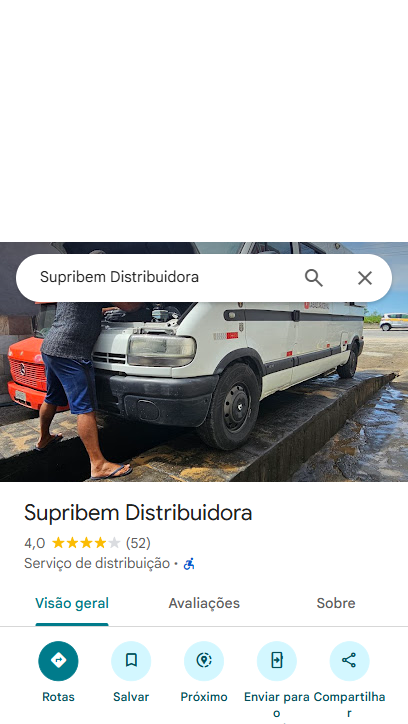 Supribem Distribuidora
Supribem Distribuidora
4,0 (52)
Serviço de distribuição ·
Visão geral Avaliações Sobre
Rotas Salvar Próximo Enviar para o Compartilhar